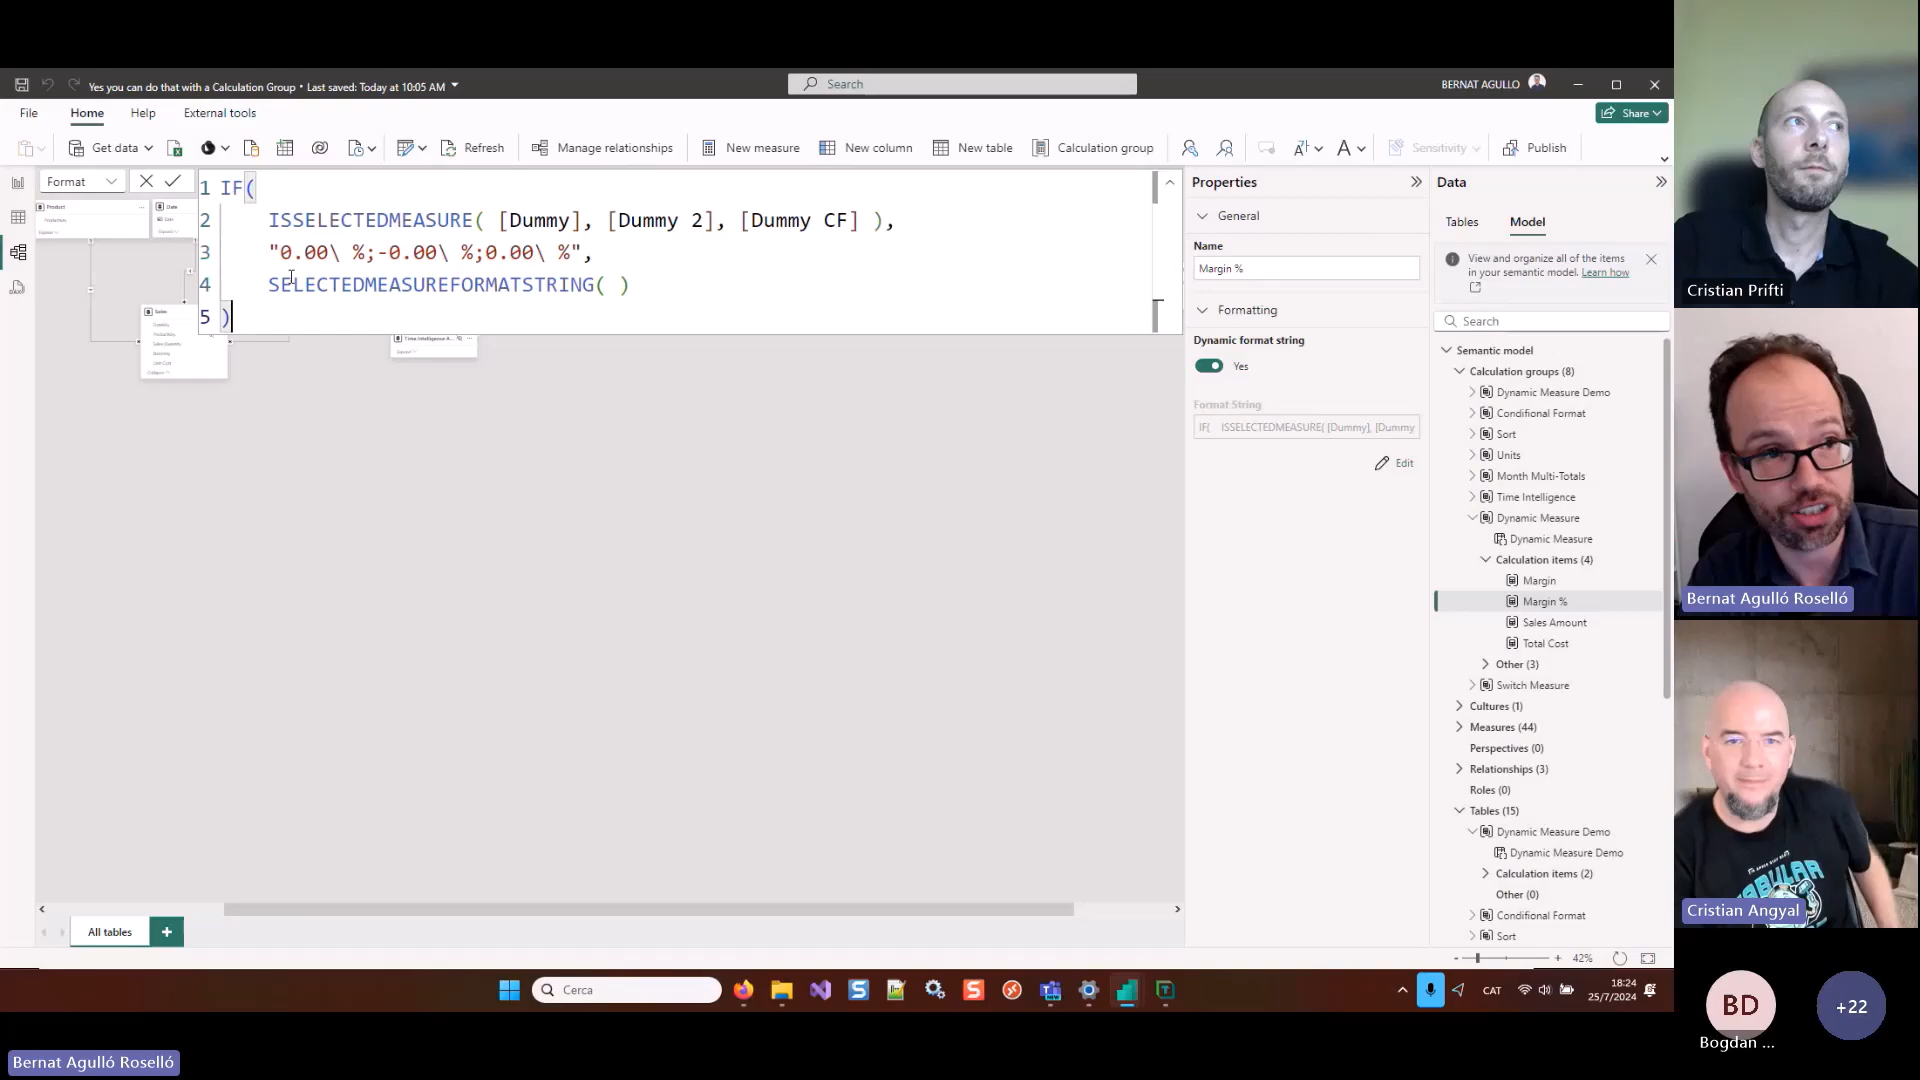 Yes you can do that with a Calculation Group • Last saved: Today at 10:05 AM
Search
BERNAT AGULLO
File
Home
Help
External tools
Share
Get data
Refresh
Manage relationships
New measure
New column
New table
Calculation group
Sensitivity
Publish
Format
1 IF(
2 ISSELECTEDMEASURE( [Dummy], [Dummy 2], [Dummy CF] ),
3 "0.00\ %;-0.00\ %;0.00\ %",
4 SELECTEDMEASUREFORMATSTRING( )
5 )
Product
Date
Sales
Time Intelligence A...
Properties
General
Name
Margin %
Formatting
Dynamic format string
Yes
Format String
IF( ISSELECTEDMEASURE( [Dummy], [Dummy
Edit
Data
Tables
Model
View and organize all of the items
in your semantic model. Learn how
Search
Semantic model
Calculation groups (8)
Dynamic Measure Demo
Conditional Format
Sort
Units
Month Multi-Totals
Time Intelligence
Dynamic Measure
Dynamic Measure
Calculation items (4)
Margin
Margin %
Sales Amount
Total Cost
Other (3)
Switch Measure
Cultures (1)
Measures (44)
Perspectives (0)
Relationships (3)
Roles (0)
Tables (15)
Dynamic Measure Demo
Dynamic Measure Demo
Calculation items (2)
Other (0)
Conditional Format
Sort
All tables
42%
Cerca
CAT
18:24
25/7/2024
Cristian Prifti
Bernat Agulló Roselló
Cristian Angyal
BD
+22
Bogdan ...
Bernat Agulló Roselló